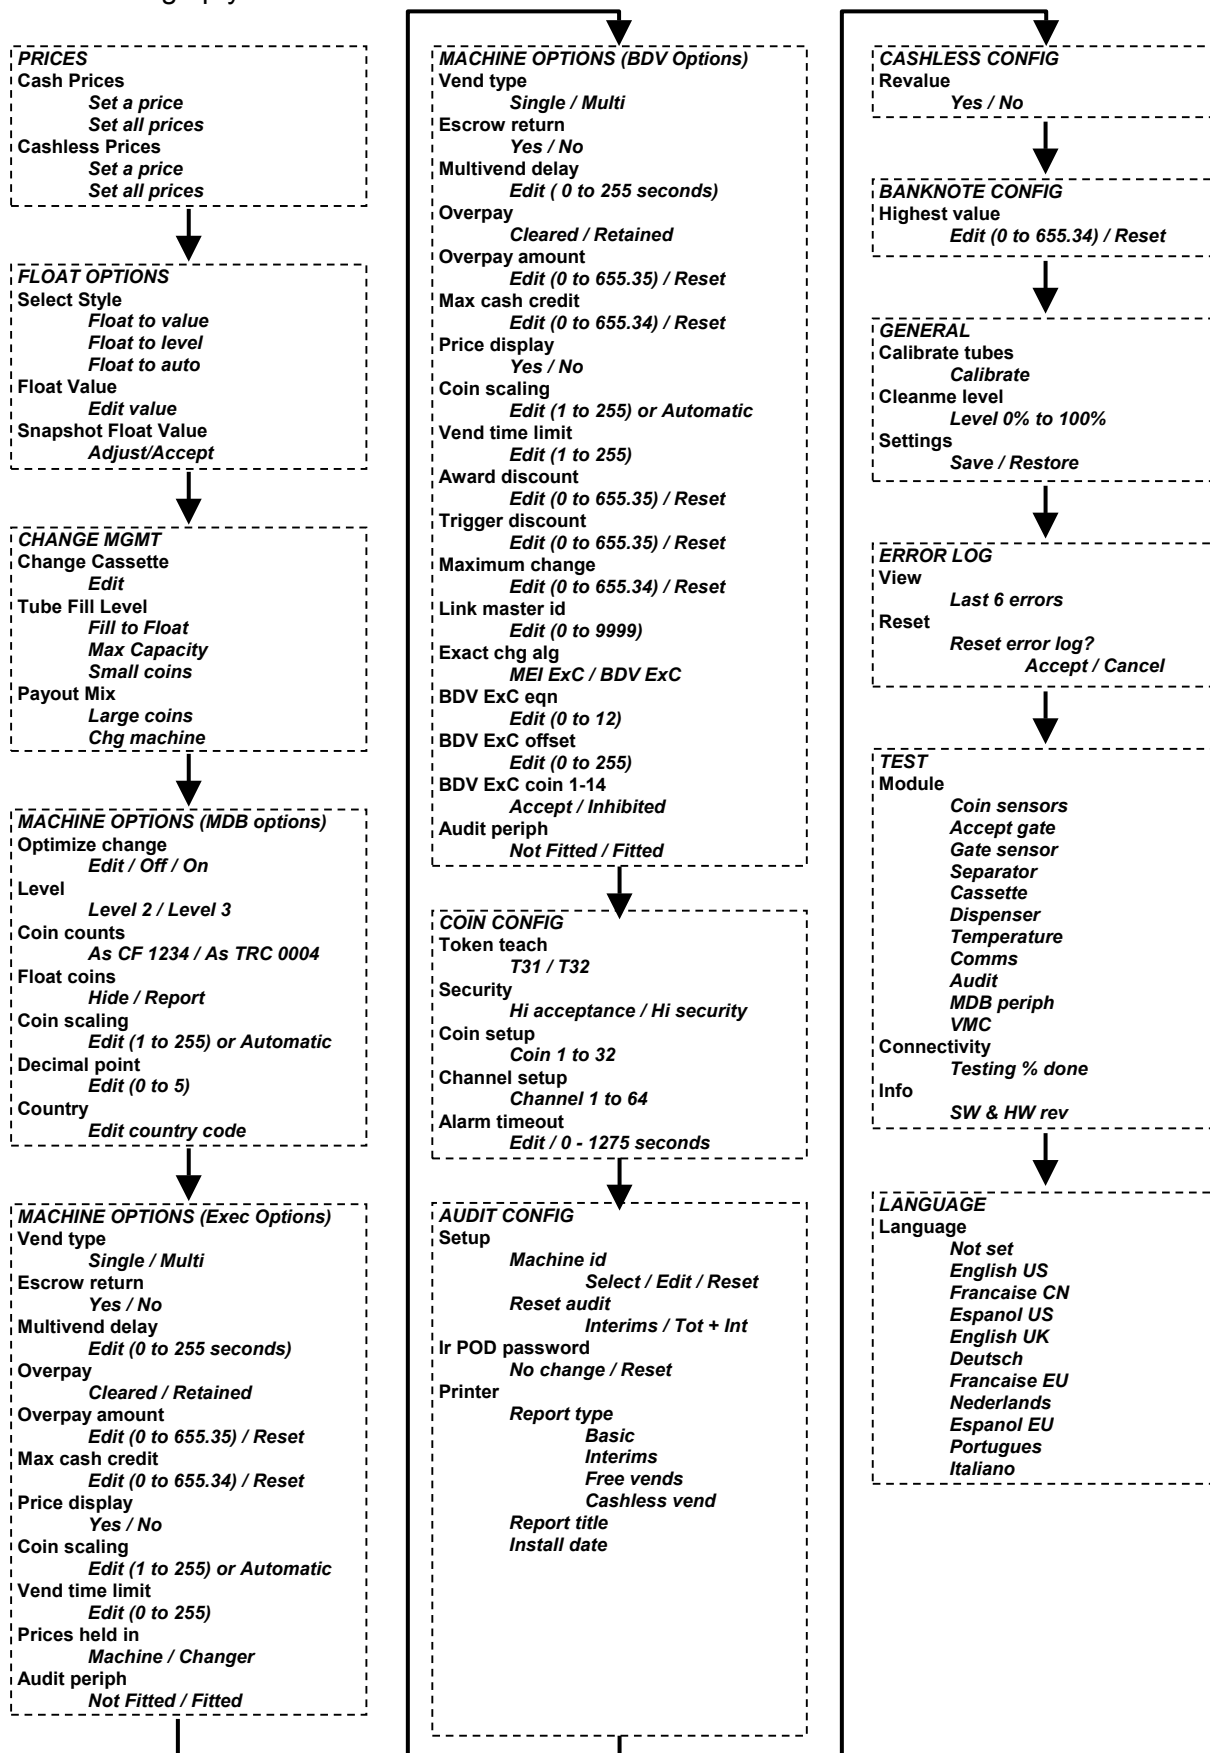 PRICES
Cash Prices
Set a price
Set all prices
Cashless Prices
Set a price
Set all prices
FLOAT OPTIONS
Select Style
Float to value
Float to level
Float to auto
Float Value
Edit value
Snapshot Float Value
Adjust/Accept
CHANGE MGMT
Change Cassette
Edit
Tube Fill Level
Fill to Float
Max Capacity
Small coins
Payout Mix
Large coins
Chg machine
MACHINE OPTIONS (MDB options)
Optimize change
Edit / Off / On
Level
Level 2 / Level 3
Coin counts
As CF 1234 / As TRC 0004
Float coins
Hide / Report
Coin scaling
Edit (1 to 255) or Automatic
Decimal point
Edit (0 to 5)
Country
Edit country code
MACHINE OPTIONS (Exec Options)
Vend type
Single / Multi
Escrow return
Yes / No
Multivend delay
Edit (0 to 255 seconds)
Overpay
Cleared / Retained
Overpay amount
Edit (0 to 655.35) / Reset
Max cash credit
Edit (0 to 655.34) / Reset
Price display
Yes / No
Coin scaling
Edit (1 to 255) or Automatic
Vend time limit
Edit (0 to 255)
Prices held in
Machine / Changer
Audit periph
Not Fitted / Fitted
MACHINE OPTIONS (BDV Options)
Vend type
Single / Multi
Escrow return
Yes / No
Multivend delay
Edit ( 0 to 255 seconds)
Overpay
Cleared / Retained
Overpay amount
Edit (0 to 655.35) / Reset
Max cash credit
Edit (0 to 655.34) / Reset
Price display
Yes / No
Coin scaling
Edit (1 to 255) or Automatic
Vend time limit
Edit (1 to 255)
Award discount
Edit (0 to 655.35) / Reset
Trigger discount
Edit (0 to 655.35) / Reset
Maximum change
Edit (0 to 655.34) / Reset
Link master id
Edit (0 to 9999)
Exact chg alg
MEI ExC / BDV ExC
BDV ExC eqn
Edit (0 to 12)
BDV ExC offset
Edit (0 to 255)
BDV ExC coin 1-14
Accept / Inhibited
Audit periph
Not Fitted / Fitted
COIN CONFIG
Token teach
T31 / T32
Security
Hi acceptance / Hi security
Coin setup
Coin 1 to 32
Channel setup
Channel 1 to 64
Alarm timeout
Edit / 0 - 1275 seconds
AUDIT CONFIG
Setup
Machine id
Select / Edit / Reset
Reset audit
Interims / Tot + Int
Ir POD password
No change / Reset
Printer
Report type
Basic
Interims
Free vends
Cashless vend
Report title
Install date
CASHLESS CONFIG
Revalue
Yes / No
BANKNOTE CONFIG
Highest value
Edit (0 to 655.34) / Reset
GENERAL
Calibrate tubes
Calibrate
Cleanme level
Level 0% to 100%
Settings
Save / Restore
ERROR LOG
View
Last 6 errors
Reset
Reset error log?
Accept / Cancel
TEST
Module
Coin sensors
Accept gate
Gate sensor
Separator
Cassette
Dispenser
Temperature
Comms
Audit
MDB periph
VMC
Connectivity
Testing % done
Info
SW & HW rev
LANGUAGE
Language
Not set
English US
Francaise CN
Espanol US
English UK
Deutsch
Francaise EU
Nederlands
Espanol EU
Portugues
Italiano